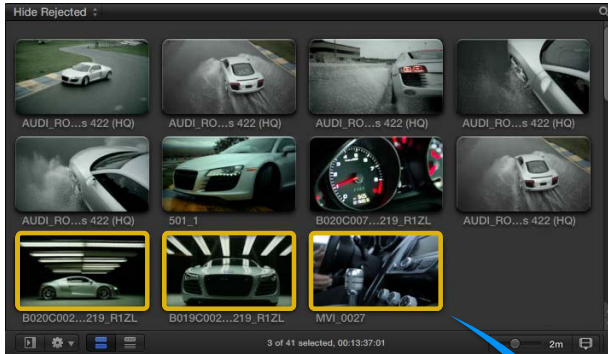 Hide Rejected
AUDI_RO...s 422 (HQ)
AUDI_RO...s 422 (HQ)
AUDI_RO...s 422 (HQ)
AUDI_RO...s 422 (HQ)
AUDI_RO...s 422 (HQ)
501_1
B020C007...219_R1ZL
AUDI_RO...s 422 (HQ)
B020C002...219_R1ZL
B019C002...219_R1ZL
MVI_0027
3 of 41 selected, 00:13:37:01
2m